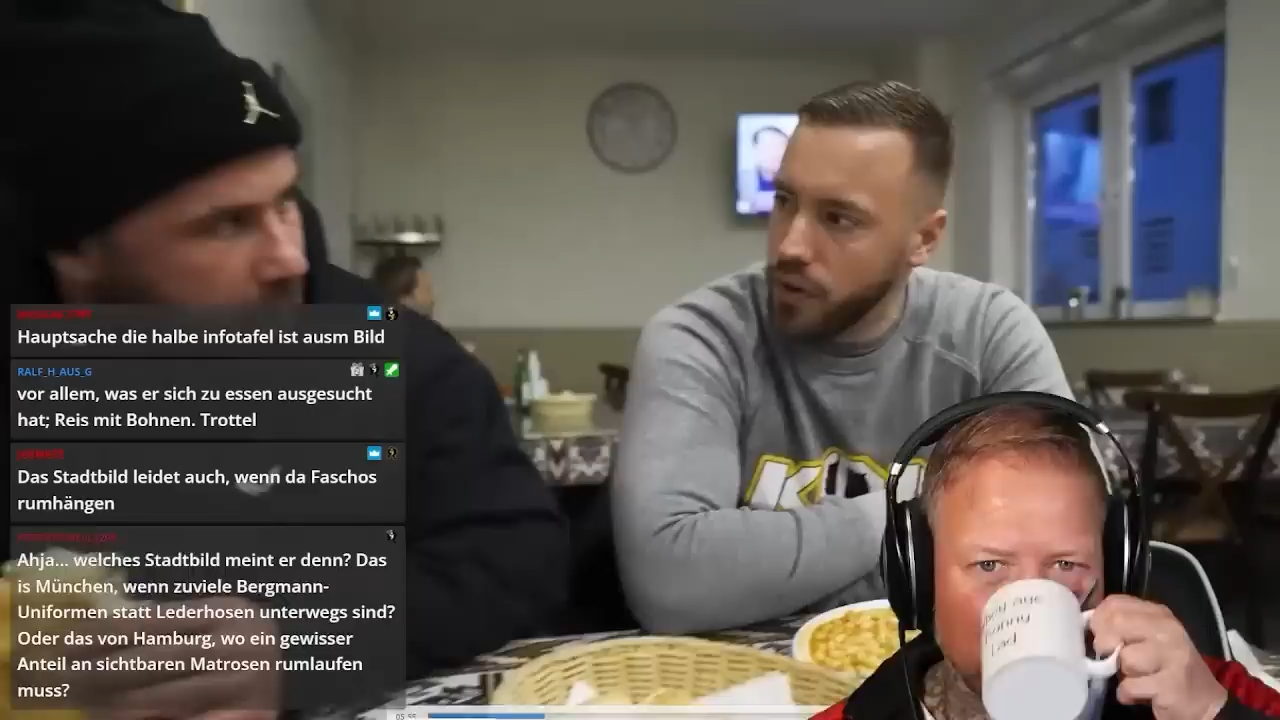 Hauptsache die halbe infotafel ist ausm Bild
RALF_H_AUS_G
vor allem, was er sich zu essen ausgesucht
hat; Reis mit Bohnen. Trottel
Das Stadtbild leidet auch, wenn da Faschos
rumhängen
Ahja... welches Stadtbild meint er denn? Das
is München, wenn zuviele Bergmann-
Uniformen statt Lederhosen unterwegs sind?
Oder das von Hamburg, wo ein gewisser
Anteil an sichtbaren Matrosen rumlaufen
muss?